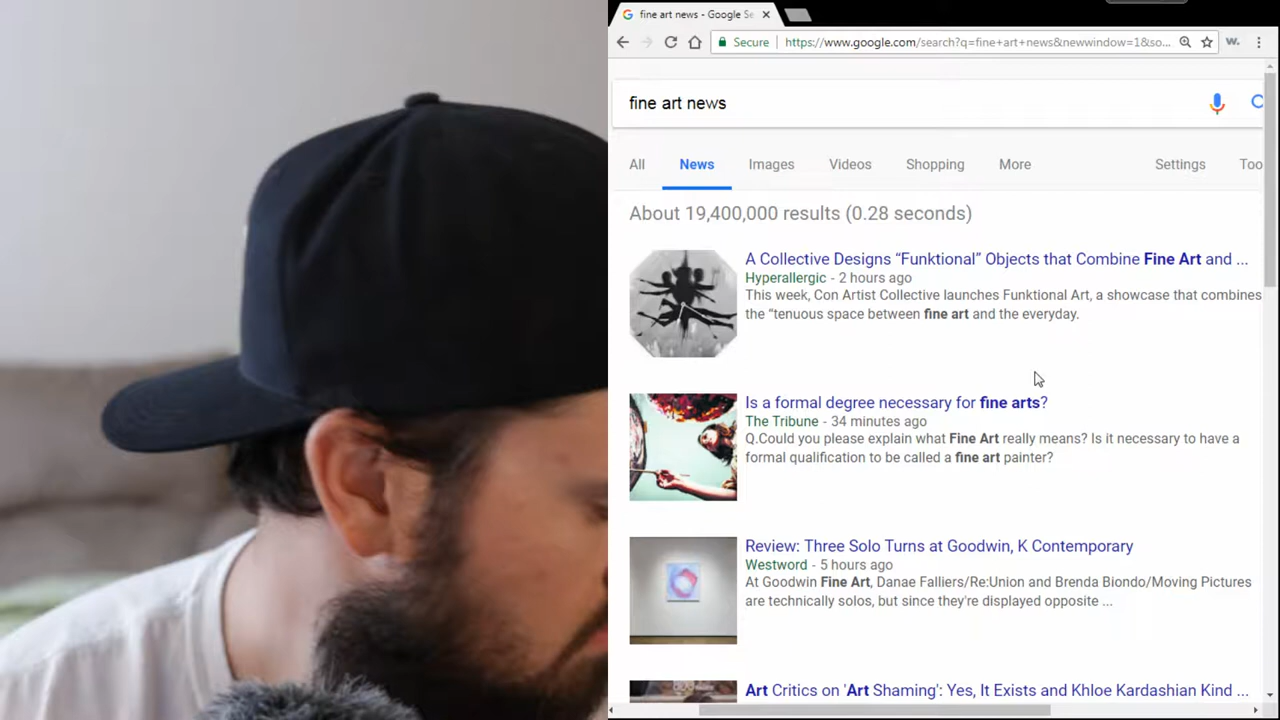 fine art news - Google Se
Secure
https://www.google.com/search?q=fine+art+news&newwindow=1&so...
w.
fine art news
All News Images Videos Shopping More Settings Too
About 19,400,000 results (0.28 seconds)
A Collective Designs “Funktional” Objects that Combine Fine Art and ...
Hyperallergic - 2 hours ago
This week, Con Artist Collective launches Funktional Art, a showcase that combines
the “tenuous space between fine art and the everyday.
Is a formal degree necessary for fine arts?
The Tribune - 34 minutes ago
Q.Could you please explain what Fine Art really means? Is it necessary to have a
formal qualification to be called a fine art painter?
Review: Three Solo Turns at Goodwin, K Contemporary
Westword - 5 hours ago
At Goodwin Fine Art, Danae Falliers/Re:Union and Brenda Biondo/Moving Pictures
are technically solos, but since they're displayed opposite ...
Art Critics on 'Art Shaming': Yes, It Exists and Khloe Kardashian Kind ...